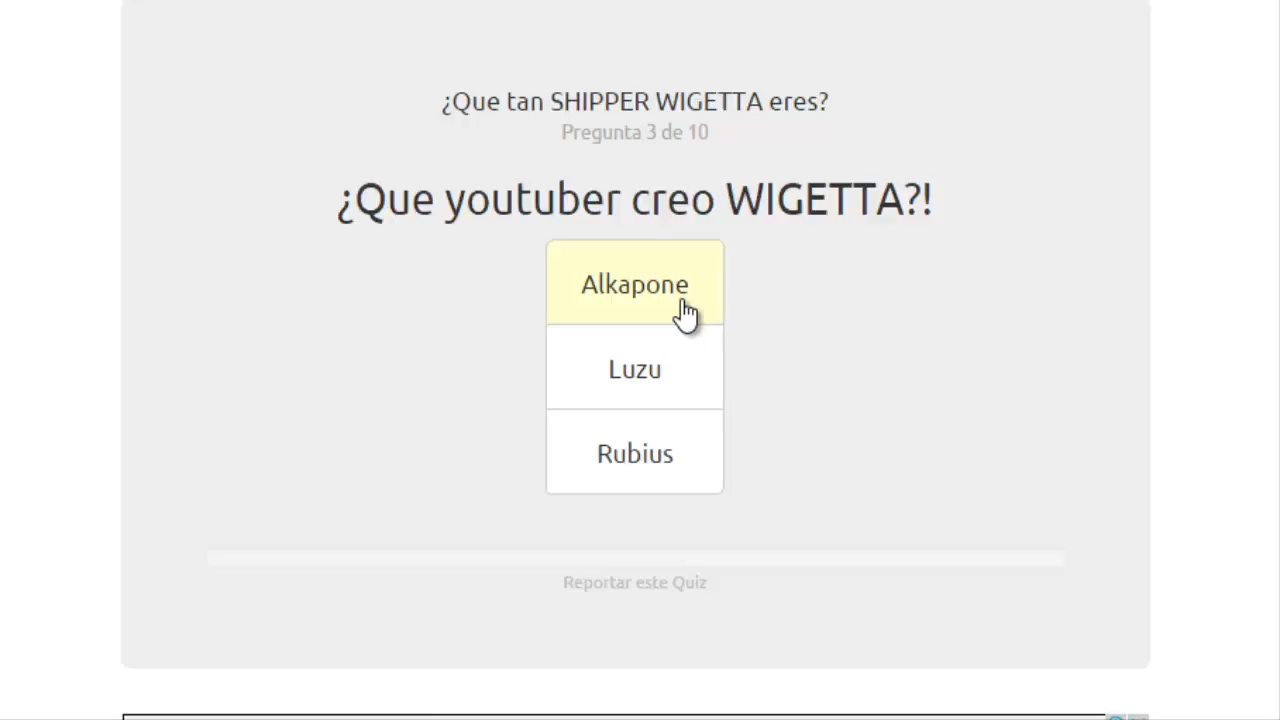 ¿Que tan SHIPPER WIGETTA eres?
Pregunta 3 de 10
¿Que youtuber creo WIGETTA?!
Alkapone
Luzu
Rubius
Reportar este Quiz